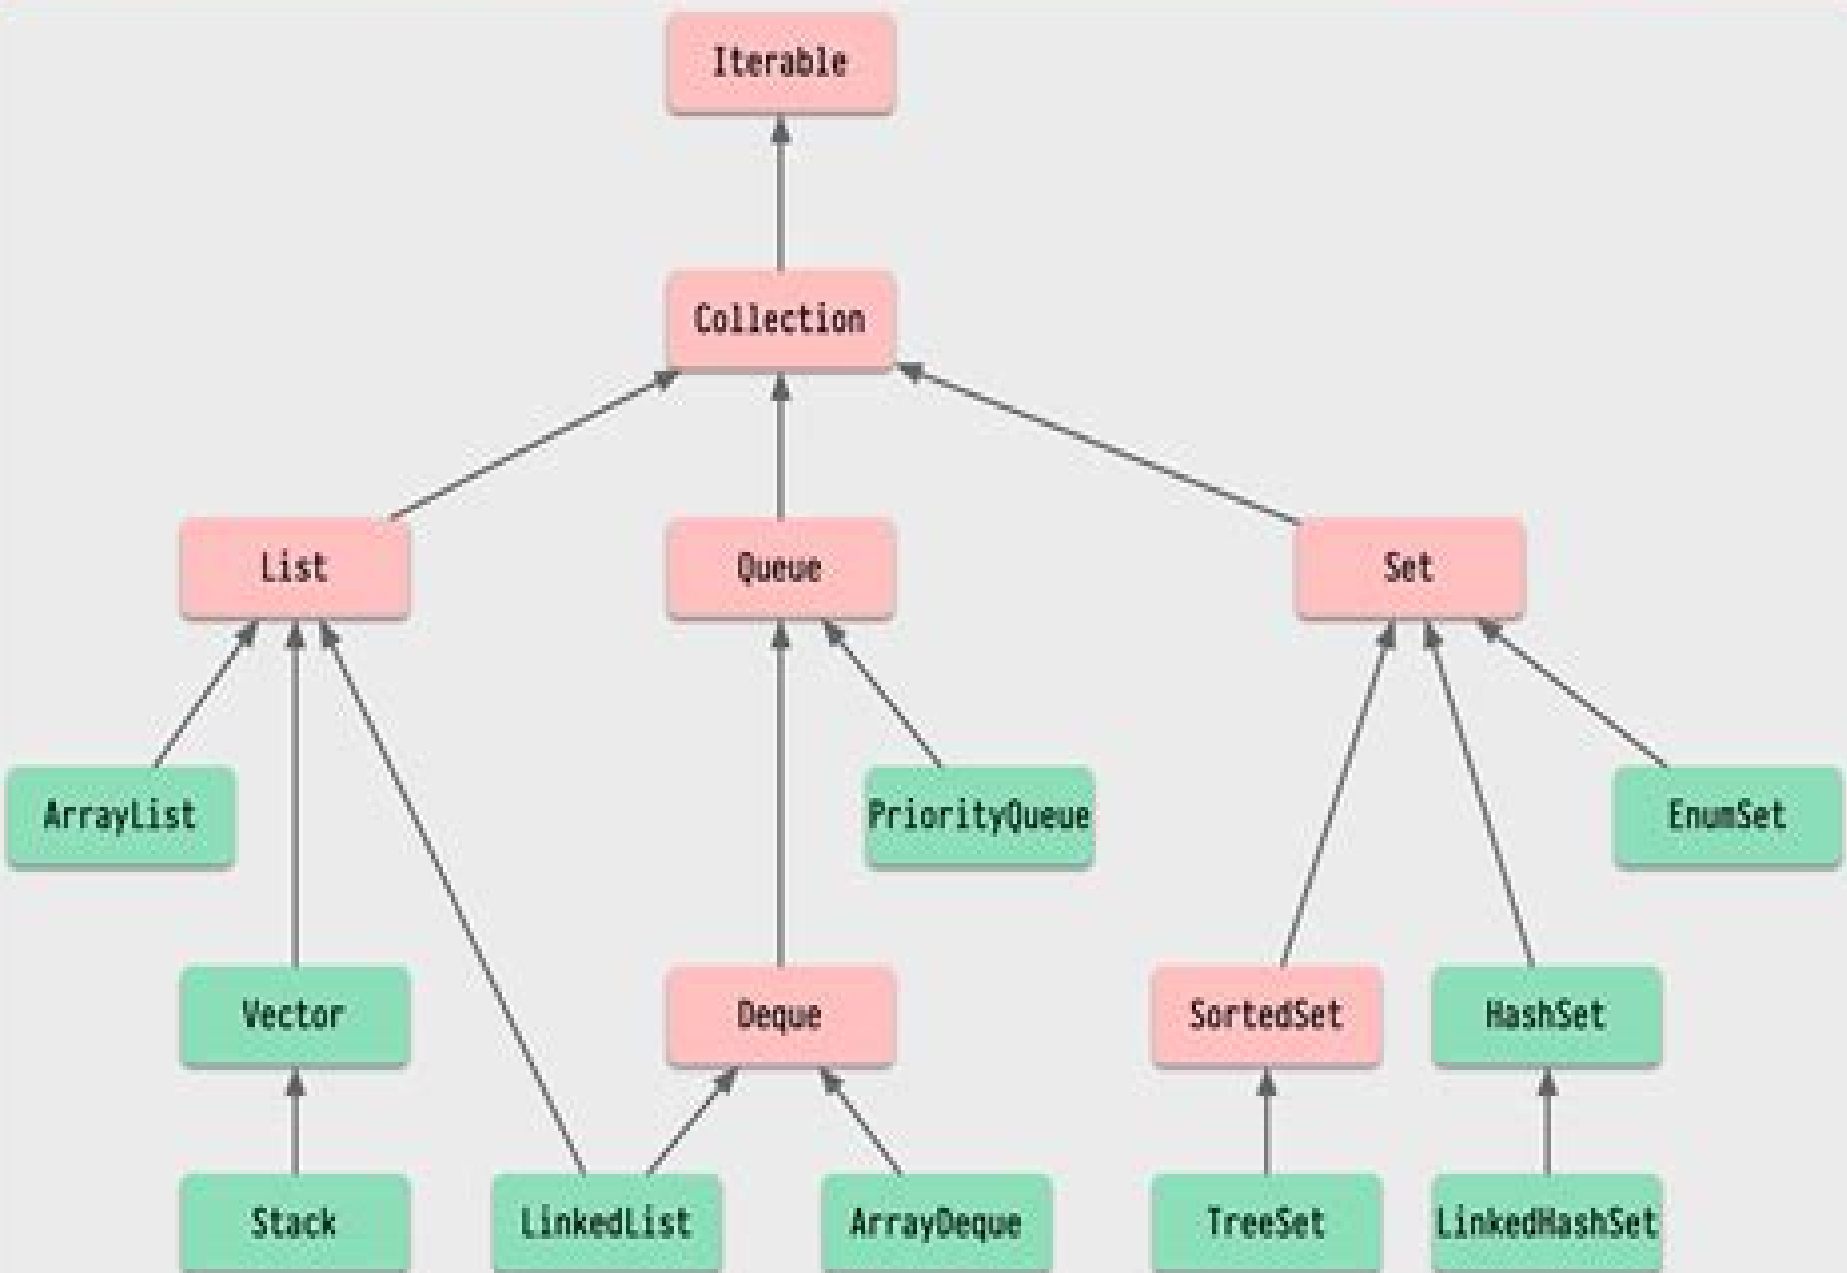 Iterable
Collection
List
Queue
Set
ArrayList
PriorityQueue
EnumSet
Vector
Deque
SortedSet
HashSet
Stack
LinkedList
ArrayDeque
TreeSet
LinkedHashSet